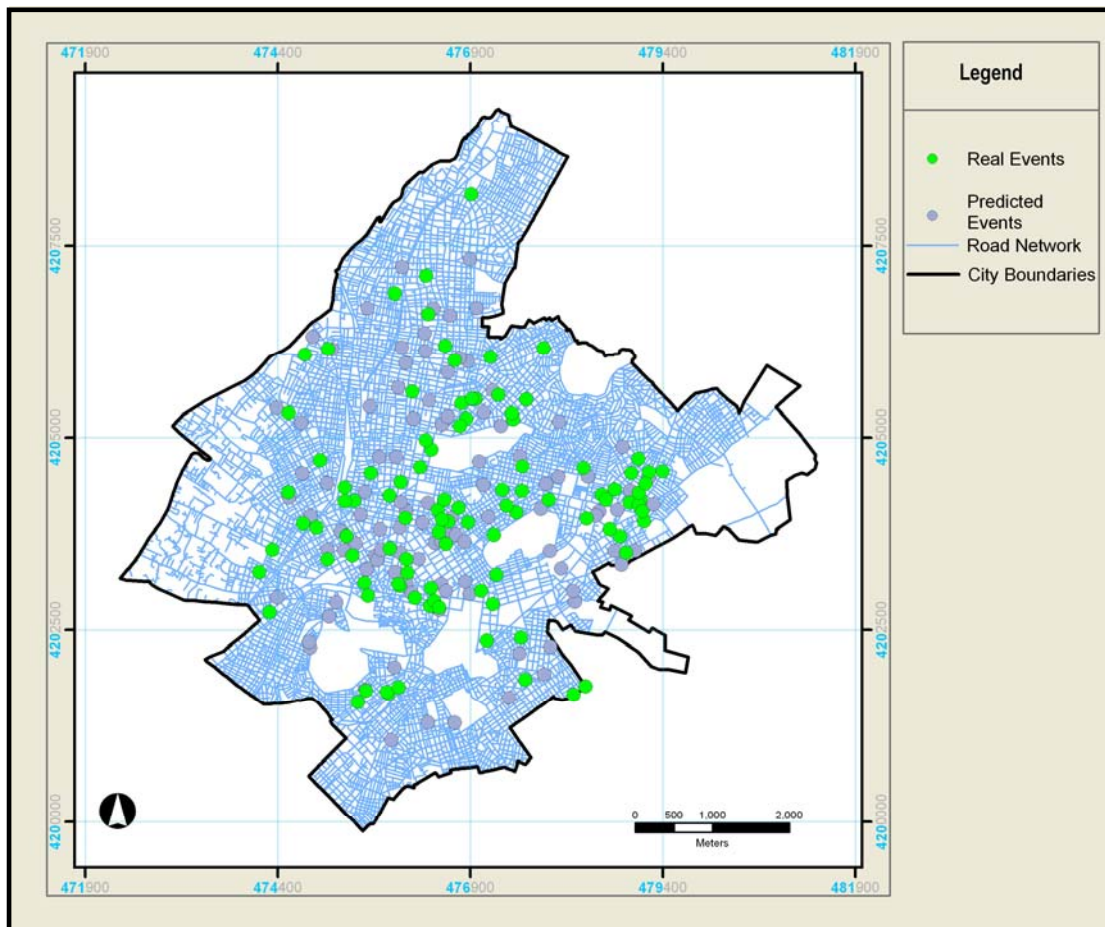 471900 474400 476900 479400 481900
Legend
Real Events
Predicted
Events
Road Network
City Boundaries
4207500 4207500
4205000 4205000
4202500 4202500
4200000 4200000
0 500 1.000 2.000
Meters
471900 474400 476900 479400 481900